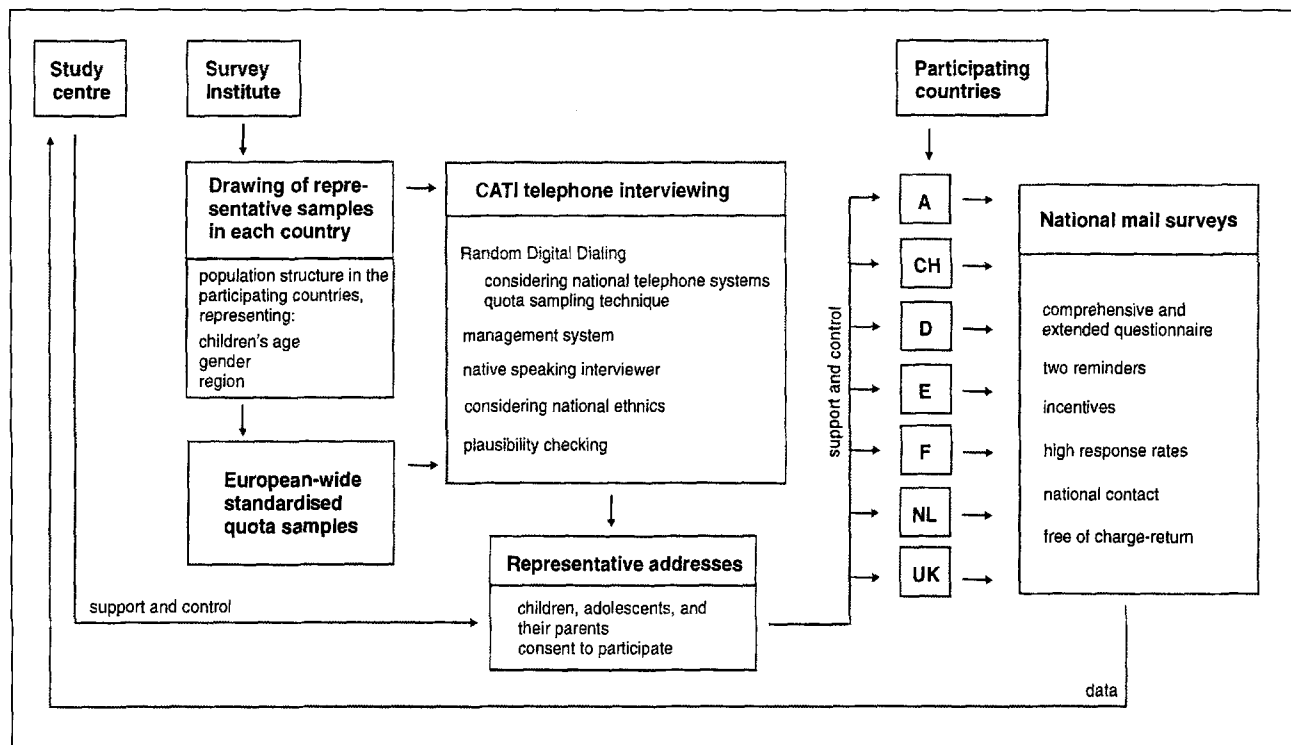 Study
centre
Survey
Institute
Participating
countries
Drawing of repre-
sentative samples
in each country
population structure in the
participating countries,
representing:
children's age
gender
region
European-wide
standardised
quota samples
CATI telephone interviewing
Random Digital Dialing
considering national telephone systems
quota sampling technique
management system
native speaking interviewer
considering national ethnics
plausibility checking
Representative addresses
children, adolescents, and
their parents
consent to participate
support and control
support and control
A
CH
D
E
F
NL
UK
National mail surveys
comprehensive and
extended questionnaire
two reminders
incentives
high response rates
national contact
free of charge-return
data